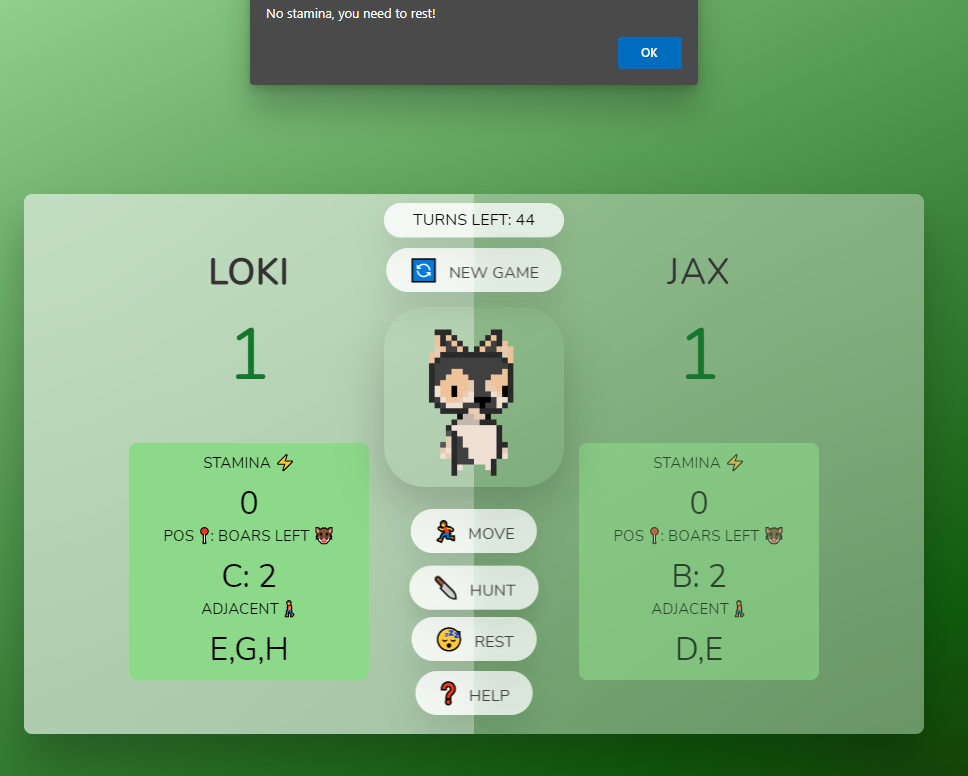 No stamina, you need to rest!
OK
TURNS LEFT: 44
NEW GAME
LOKI
1
STAMINA ⚡
0
POS 📍: BOARS LEFT 🐗
C: 2
ADJACENT 🚶
E,G,H
JAX
1
STAMINA ⚡
0
POS 📍: BOARS LEFT 🐗
B: 2
ADJACENT 🚶
D,E
MOVE
HUNT
REST
HELP